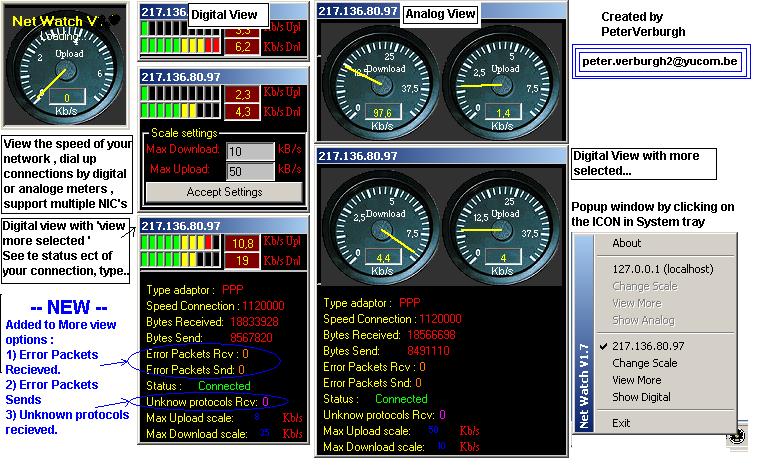 Net Watch V1
Loading...
Upload
0
2
4
6
0
Kb/s
View the speed of your
network , dial up
connections by digital
or analoge meters ,
support multiple NIC's
Digital view with 'view
more selected '
See te status ect of
your connection, type..
-- NEW --
Added to More view
options :
1) Error Packets
Recieved.
2) Error Packets
Sends
3) Unknown protocols
recieved.
217.
Digital View
3,3 Kb/s Upl
6,2 Kb/s Dnl
217.136.80.97
2,3 Kb/s Upl
4,3 Kb/s Dnl
Scale settings
Max Download: 10 kB/s
Max Upload: 50 kB/s
Accept Settings
217.136.80.97
10,8 Kb/s Upl
19 Kb/s Dnl
Type adaptor : PPP
Speed Connection : 1120000
Bytes Received: 18833928
Bytes Send: 8567820
Error Packets Rcv : 0
Error Packets Snd: 0
Status : Connected
Unknow protocols Rcv: 0
Max Upload scale: 8 Kb/s
Max Download scale: 25 Kb/s
217.136.80.97
Analog View
12,5
25
Download
37,5
97,6
Kb/s
2,5
5
Upload
37,5
1,4
Kb/s
217.136.80.97
2,5
5
Download
7,5
4,4
Kb/s
12,5
25
Upload
37,5
4
Kb/s
Type adaptor : PPP
Speed Connection : 1120000
Bytes Received: 18566698
Bytes Send: 8491110
Error Packets Rcv : 0
Error Packets Snd: 0
Status : Connected
Unknow protocols Rcv: 0
Max Upload scale: 50 Kb/s
Max Download scale: 10 Kb/s
Created by
PeterVerburgh
peter.verburgh2@yucom.be
Digital View with more
selected...
Popup window by clicking on
the ICON in System tray
Net Watch V1.7
About
127.0.0.1 (localhost)
Change Scale
View More
Show Analog
217.136.80.97
Change Scale
View More
Show Digital
Exit